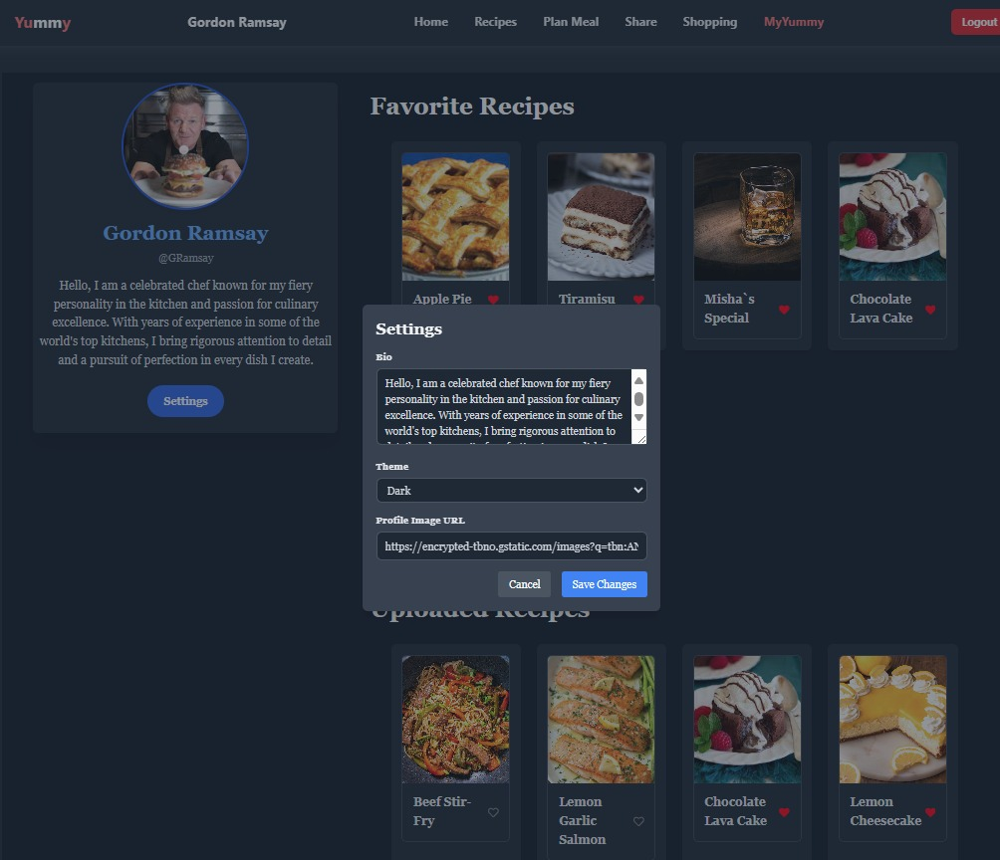 Yummy
Gordon Ramsay
Home
Recipes
Plan Meal
Share
Shopping
MyYummy
Logout
Gordon Ramsay
@GRamsay
Hello, I am a celebrated chef known for my fiery
personality in the kitchen and passion for culinary
excellence. With years of experience in some of the
world's top kitchens, I bring rigorous attention to detail
and a pursuit of perfection in every dish I create.
Settings
Favorite Recipes
Apple Pie
Tiramisu
Misha`s
Special
Chocolate
Lava Cake
Settings
Bio
Hello, I am a celebrated chef known for my fiery
personality in the kitchen and passion for culinary
excellence. With years of experience in some of the
world's top kitchens, I bring rigorous attention to
Theme
Dark
Profile Image URL
https://encrypted-tbn0.gstatic.com/images?q=tbn:AN
Cancel
Save Changes
Uploaded Recipes
Beef Stir-
Fry
Lemon
Garlic
Salmon
Chocolate
Lava Cake
Lemon
Cheesecake